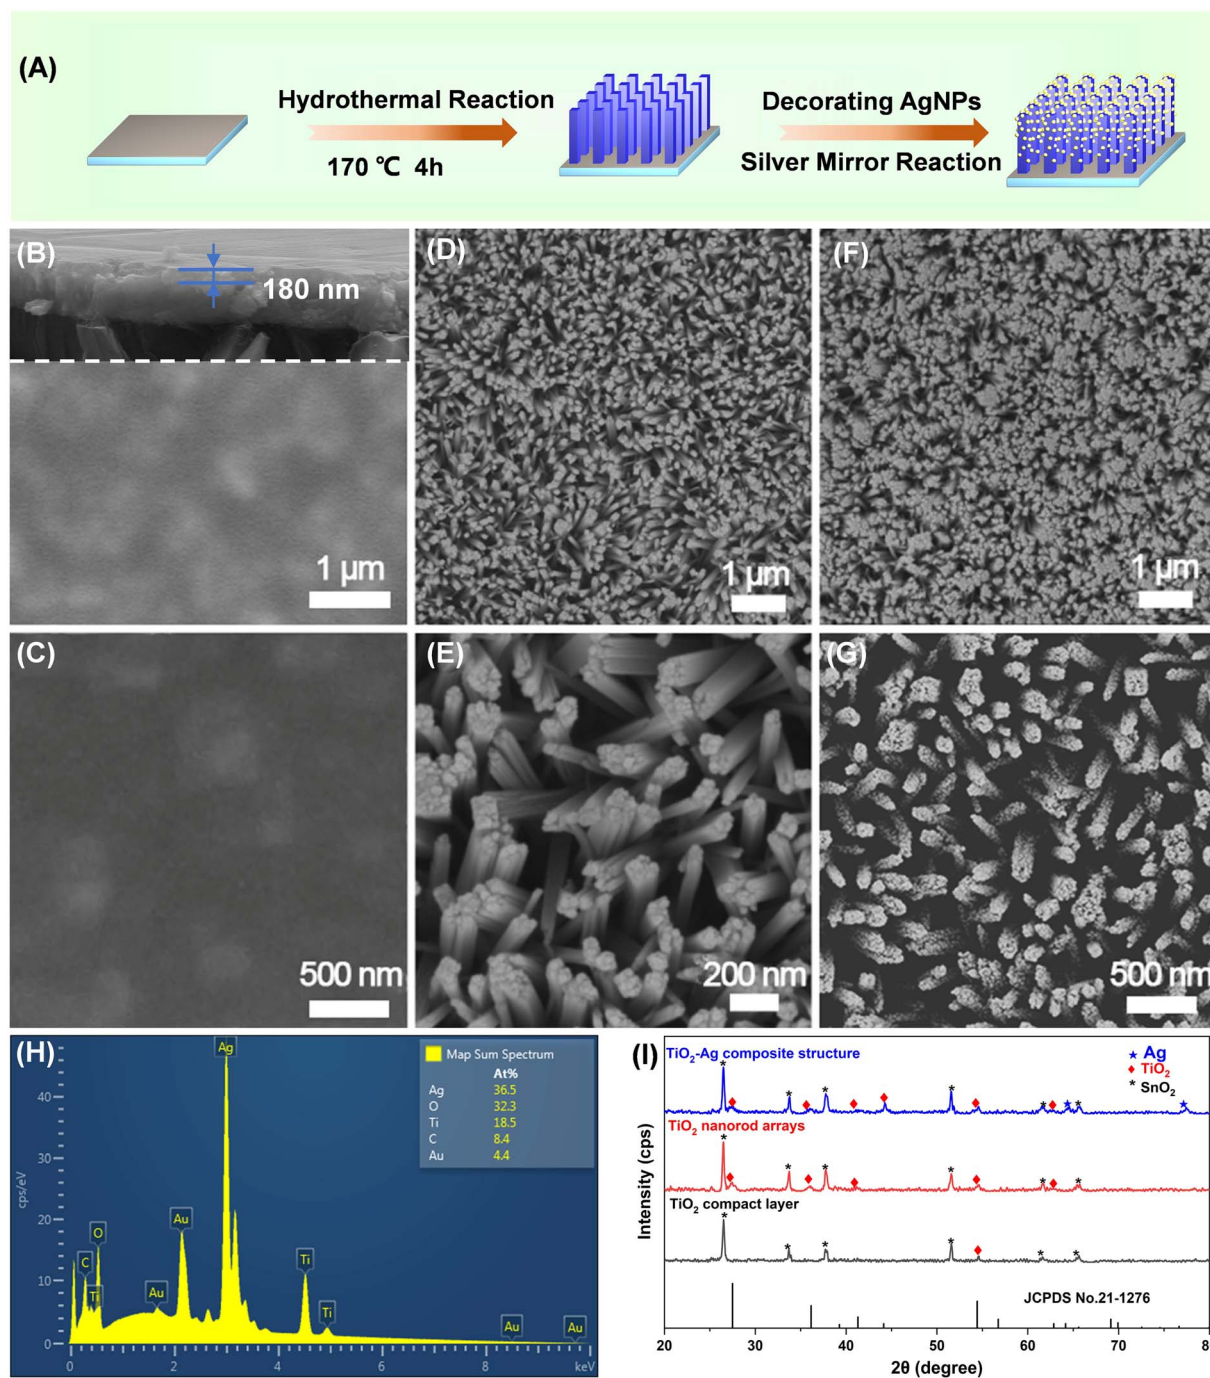 (A)
Hydrothermal Reaction
170 ℃ 4h
Decorating AgNPs
Silver Mirror Reaction
(B)
180 nm
1 µm
(D)
1 µm
(F)
1 µm
(C)
500 nm
(E)
200 nm
(G)
500 nm
(H)
Map Sum Spectrum
At%
Ag 36.5
O 32.3
Ti 18.5
C 8.4
Au 4.4
cps/eV
40
30
20
10
0
C
Ti
O
Au
Au
Ag
Ti
Ti
Au
Au
0 2 4 6 8 keV
(I)
TiO2-Ag composite structure
★ Ag
♦ TiO2
* SnO2
TiO2 nanorod arrays
TiO2 compact layer
JCPDS No.21-1276
Intensity (cps)
20 30 40 50 60 70 8
2θ (degree)